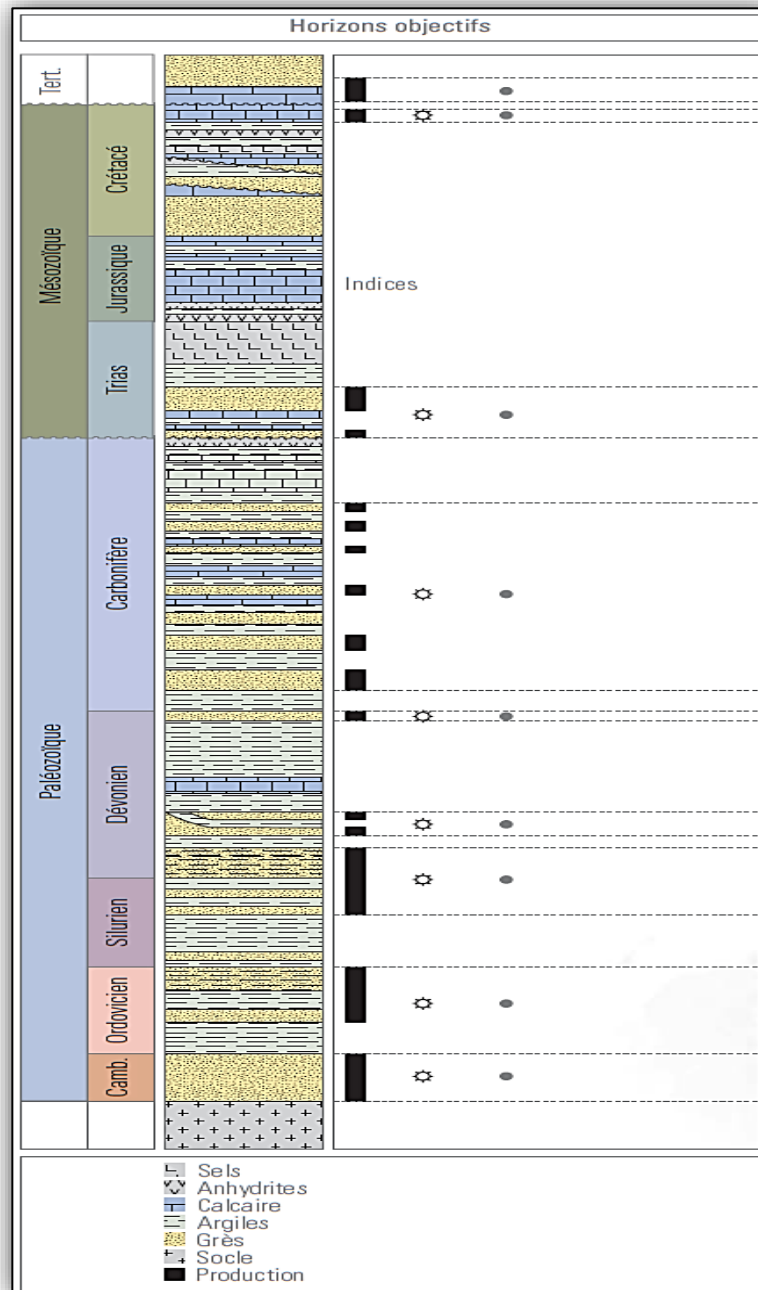 Horizons objectifs
Tert.
Mésozoïque
Crétacé
Jurassique
Indices
Trias
Paléozoïque
Carbonifère
Dévonien
Silurien
Ordovicien
Camb.
Sels
Anhydrites
Calcaire
Argiles
Grès
Socle
Production